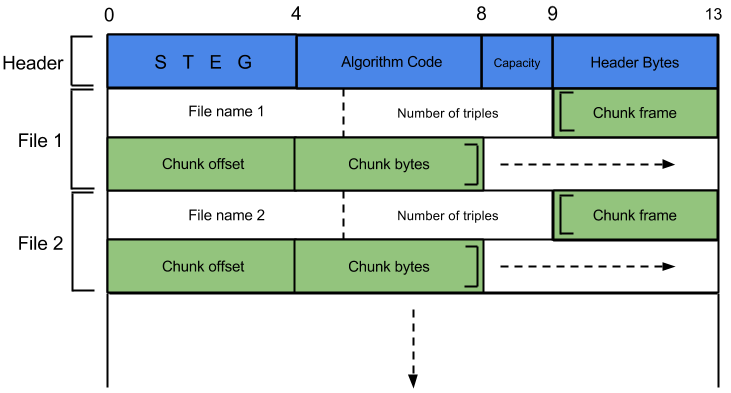 0 4 8 9 13
Header S T E G Algorithm Code Capacity Header Bytes
File name 1 Number of triples Chunk frame
File 1
Chunk offset Chunk bytes
File name 2 Number of triples Chunk frame
File 2
Chunk offset Chunk bytes